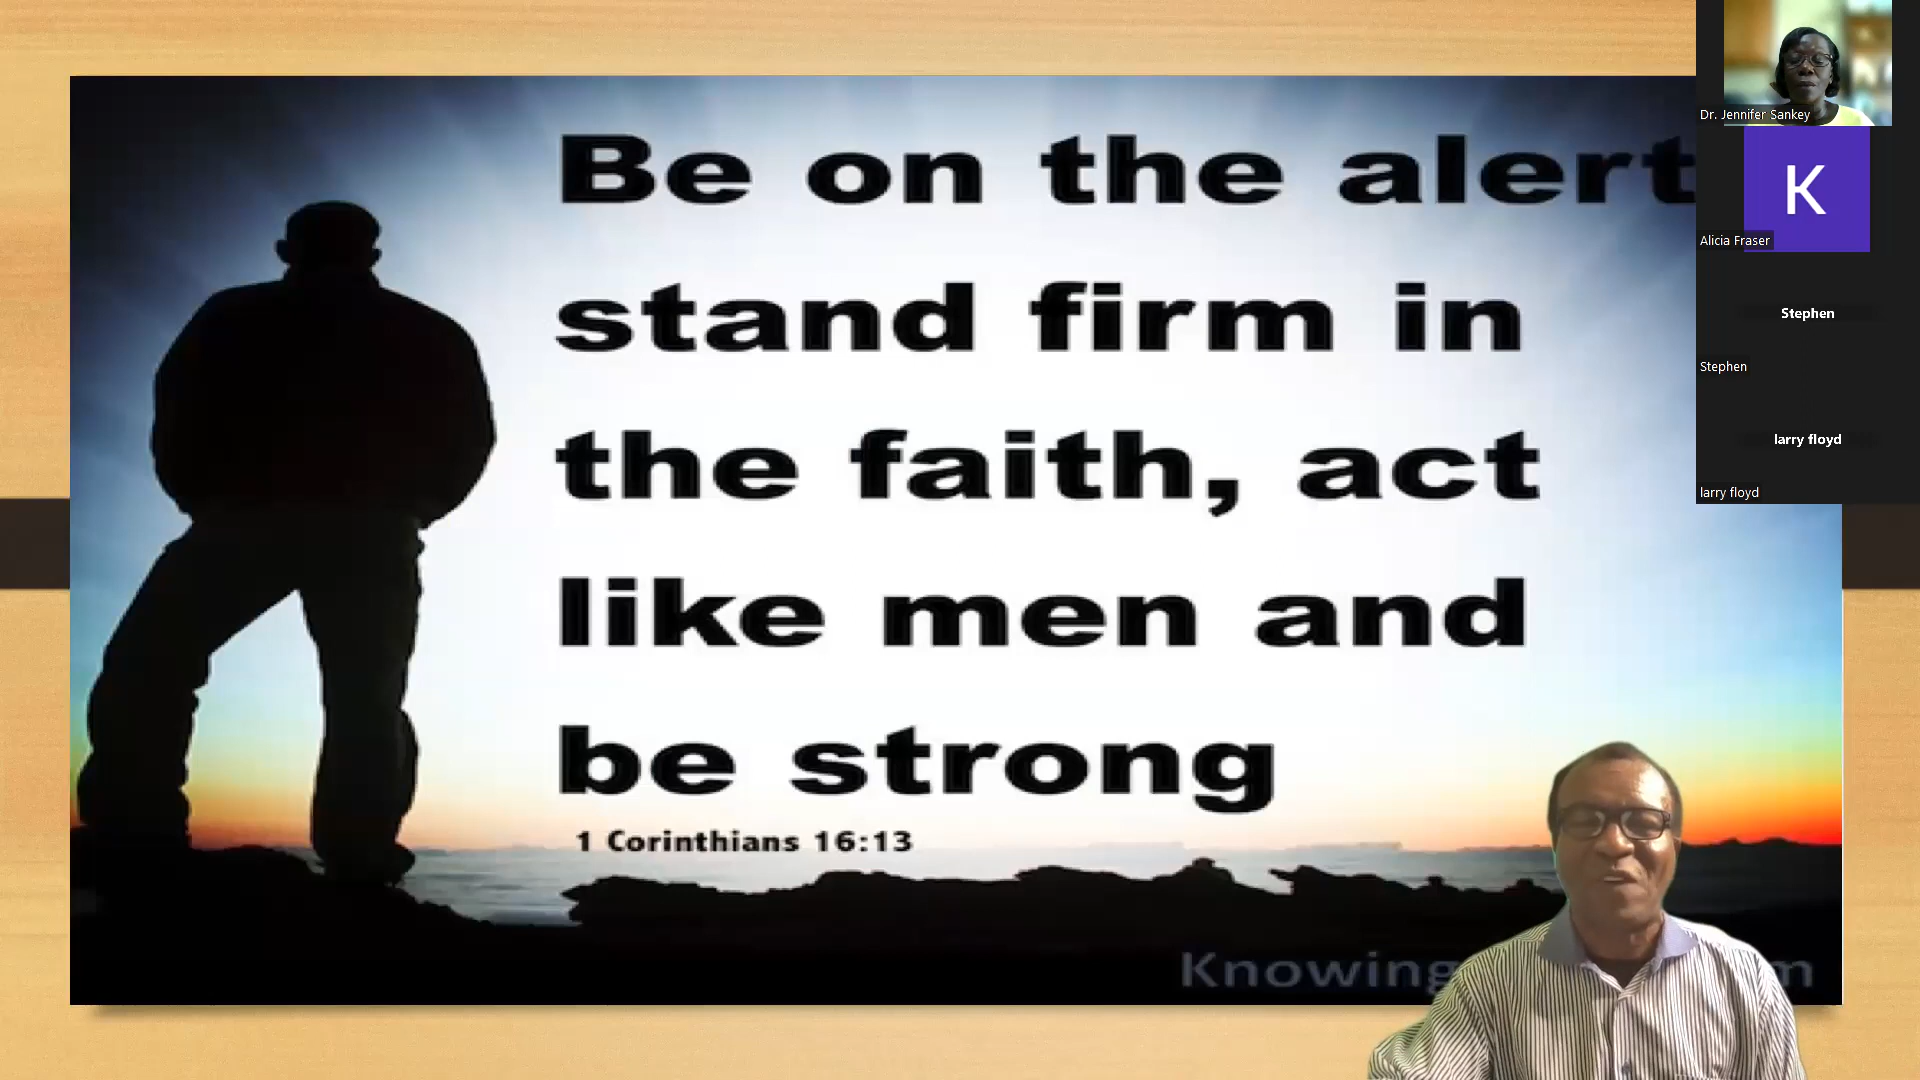 Be on the alert
stand firm in
the faith, act
like men and
be strong
1 Corinthians 16:13
Dr. Jennifer Sankey
K
Alicia Fraser
Stephen
Stephen
larry floyd
larry floyd